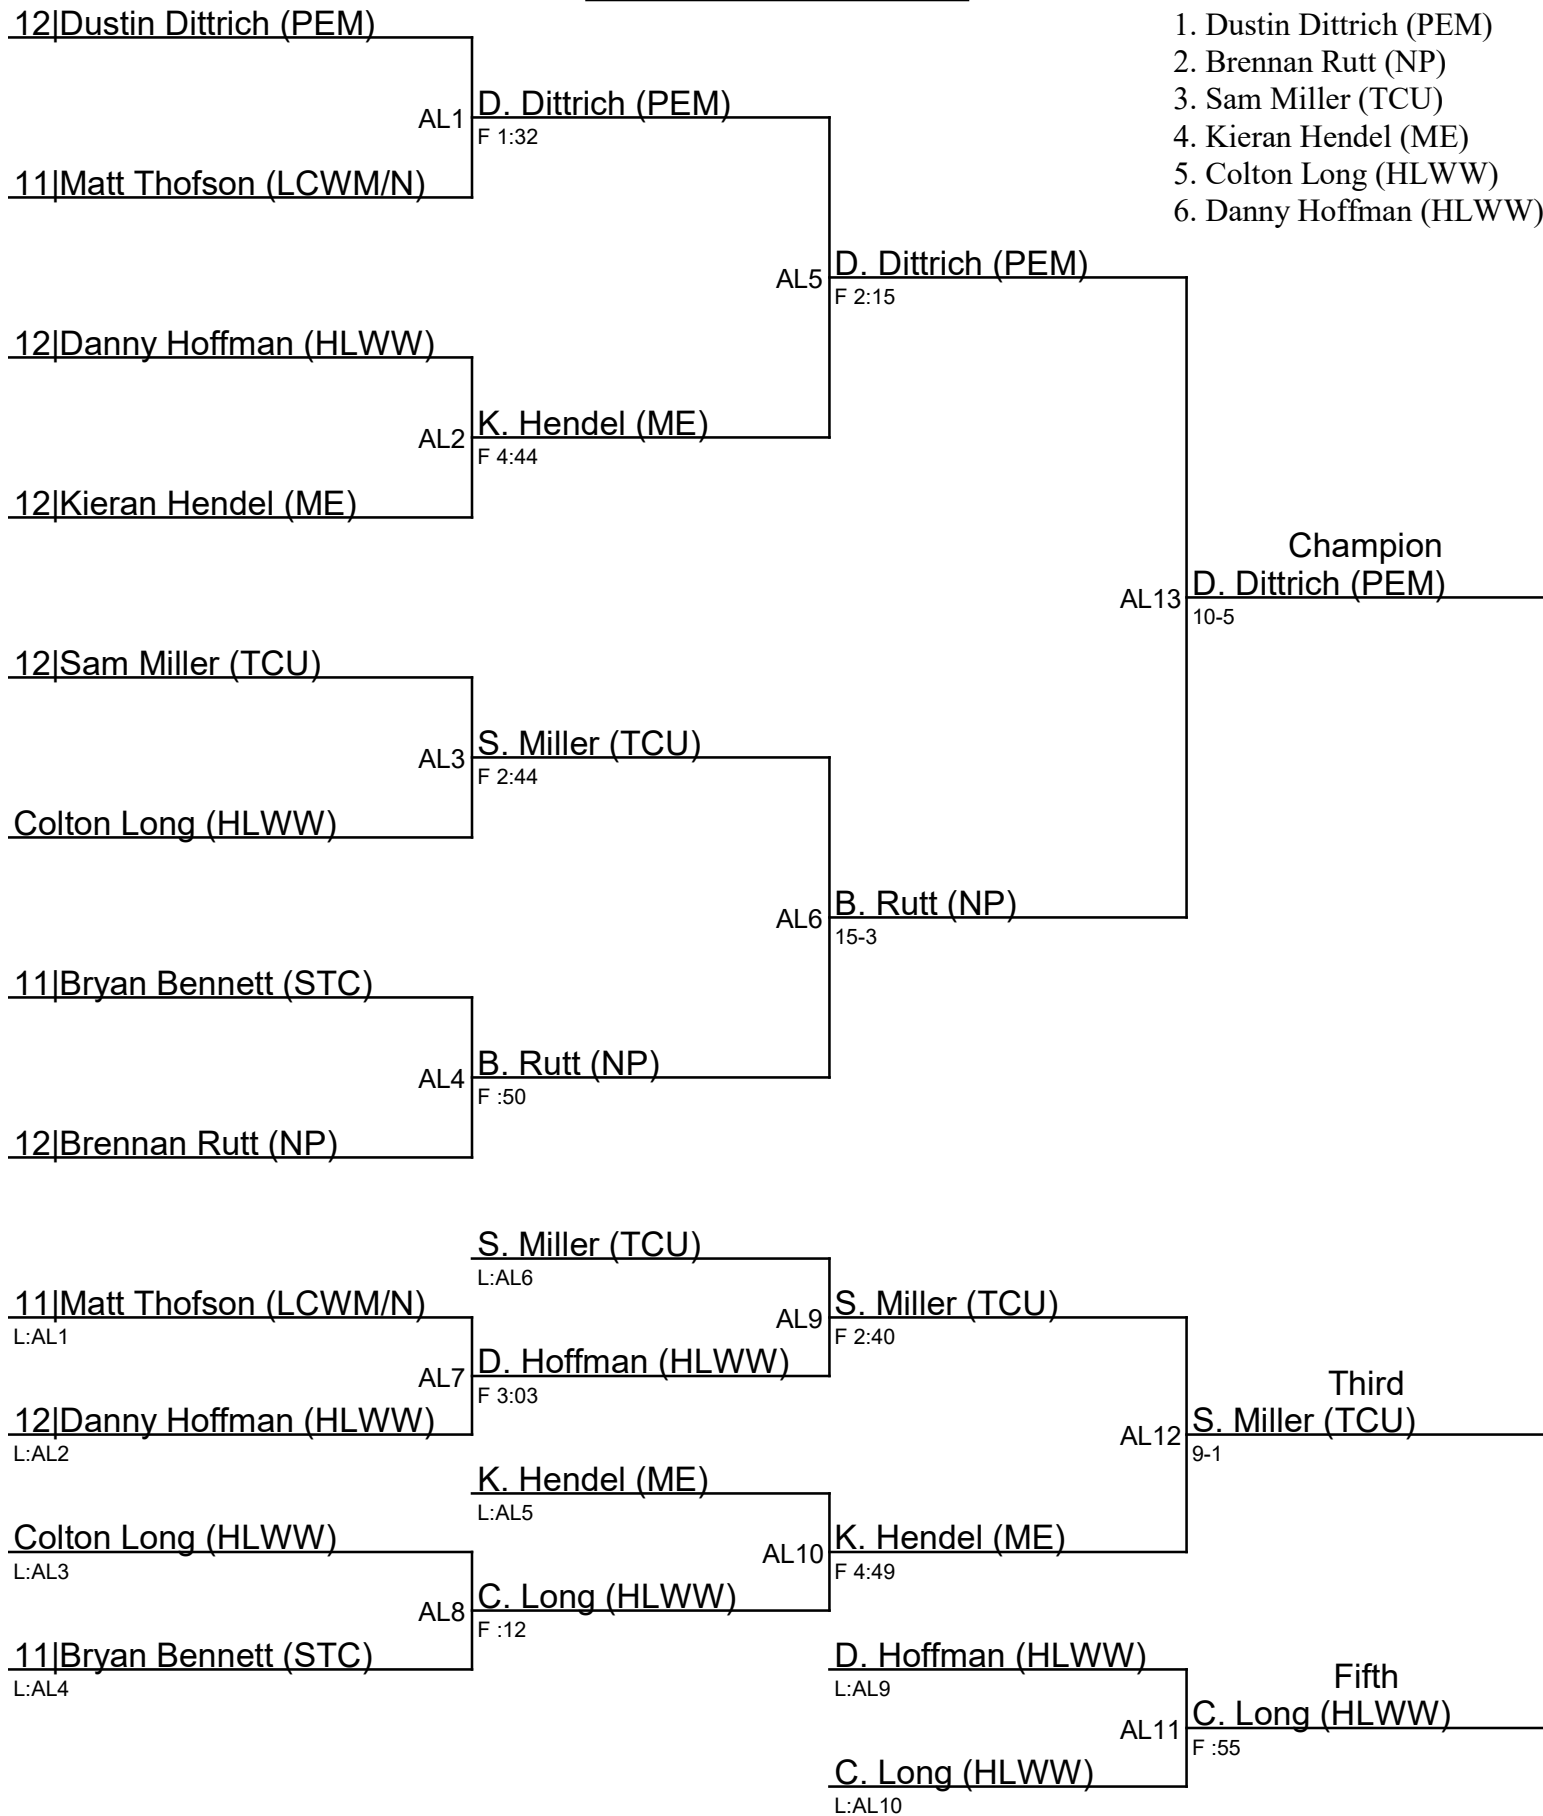 12|Dustin Dittrich (PEM)
1. Dustin Dittrich (PEM)
2. Brennan Rutt (NP)
3. Sam Miller (TCU)
4. Kieran Hendel (ME)
5. Colton Long (HLWW)
6. Danny Hoffman (HLWW)
AL1
D. Dittrich (PEM)
F 1:32
11|Matt Thofson (LCWM/N)
AL5
D. Dittrich (PEM)
F 2:15
12|Danny Hoffman (HLWW)
AL2
K. Hendel (ME)
F 4:44
12|Kieran Hendel (ME)
Champion
AL13
D. Dittrich (PEM)
10-5
12|Sam Miller (TCU)
AL3
S. Miller (TCU)
F 2:44
Colton Long (HLWW)
AL6
B. Rutt (NP)
15-3
11|Bryan Bennett (STC)
AL4
B. Rutt (NP)
F :50
12|Brennan Rutt (NP)
S. Miller (TCU)
L:AL6
11|Matt Thofson (LCWM/N)
L:AL1
AL9
S. Miller (TCU)
F 2:40
AL7
D. Hoffman (HLWW)
F 3:03
12|Danny Hoffman (HLWW)
L:AL2
Third
AL12
S. Miller (TCU)
9-1
K. Hendel (ME)
L:AL5
Colton Long (HLWW)
L:AL3
AL10
K. Hendel (ME)
F 4:49
AL8
C. Long (HLWW)
F :12
11|Bryan Bennett (STC)
L:AL4
D. Hoffman (HLWW)
L:AL9
Fifth
AL11
C. Long (HLWW)
F :55
C. Long (HLWW)
L:AL10